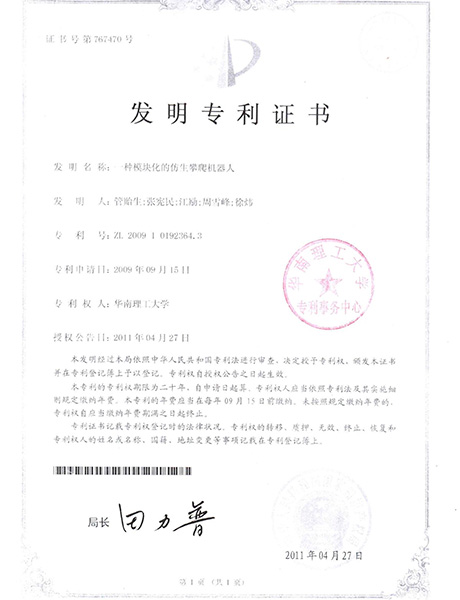 证书号第767470号
发明专利证书
发明名称:一种模块化的仿生攀爬机器人
发明人:管贻生;张宪民;江励;周雪峰;徐炜
专利号:ZL 2009 1 0192364.3
专利申请日:2009年09月15日
专利权人:华南理工大学
授权公告日:2011年04月27日
华南理工大学
专利事务中心
本发明经过本局依照中华人民共和国专利法进行审查,决定授予专利权,颁发本证书
并在专利登记簿上予以登记。专利权自授权公告之日起生效。
本专利的专利权期限为二十年,自申请日起算。专利权人应当依照专利法及其实施细
则规定缴纳年费。本专利的年费应当在每年09月15日前缴纳。未按照规定缴纳年费的,
专利权自应当缴纳年费期满之日起终止。
专利证书记载专利权登记时的法律状况。专利权的转移、质押、无效、终止、恢复和
专利权人的姓名或名称、国籍、地址变更等事项记载在专利登记簿上。
局长 田力普
2011年04月27日
第1页(共1页)